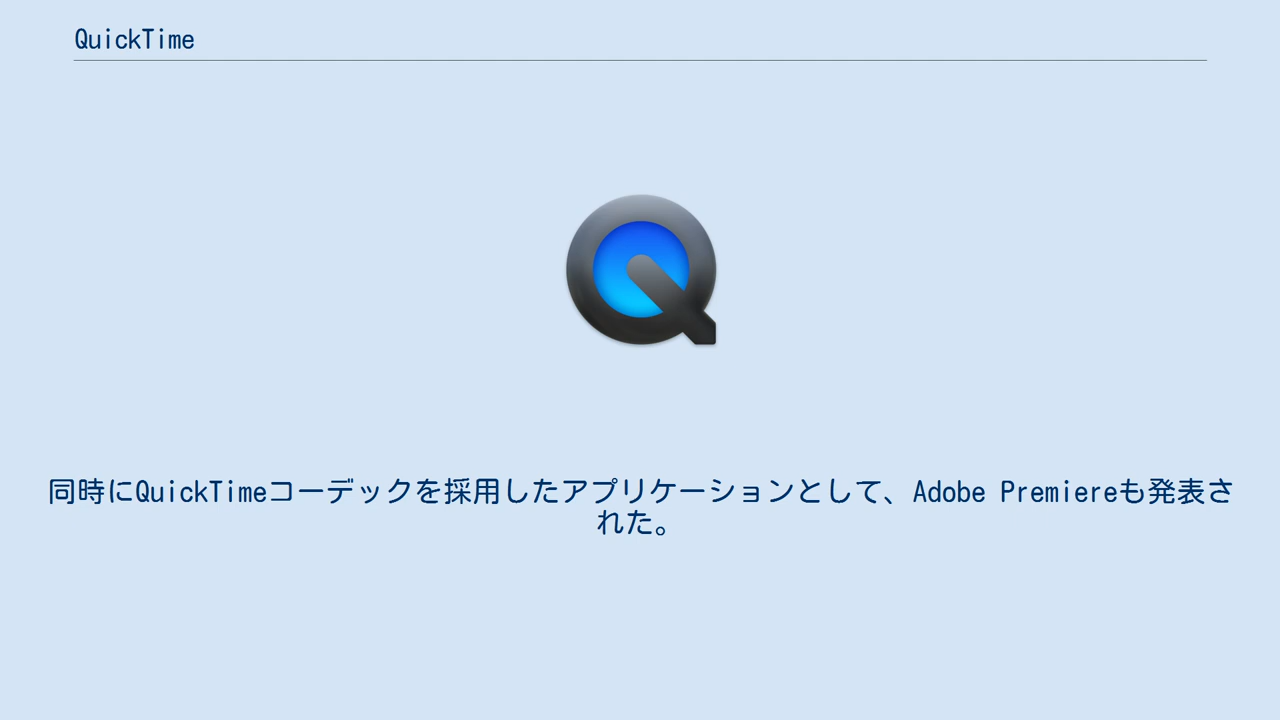 QuickTime
同時にQuickTimeコーデックを採用したアプリケーションとして、Adobe Premiereも発表さ
れた。